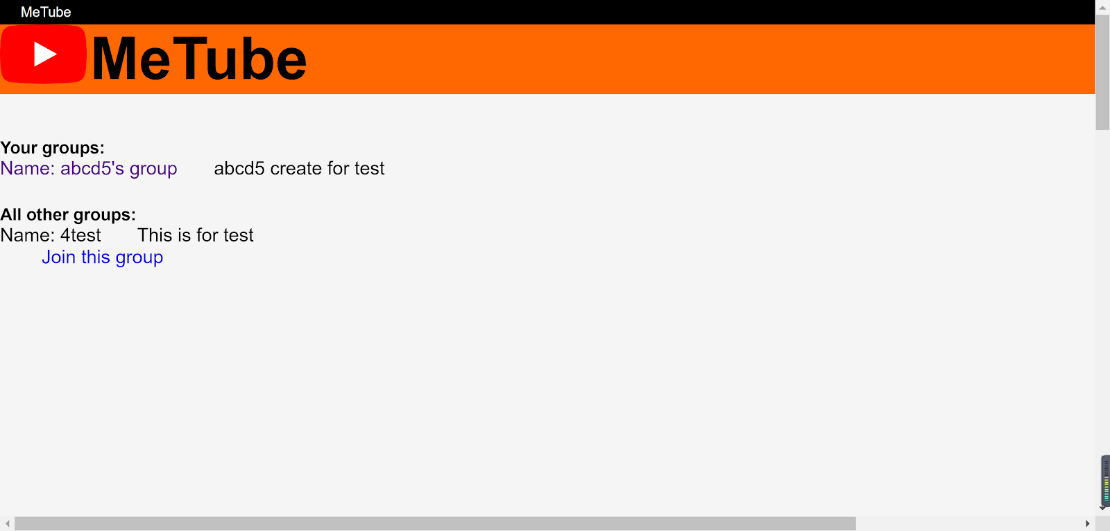 MeTube
MeTube
Your groups:
Name: abcd5's group abcd5 create for test
All other groups:
Name: 4test This is for test
Join this group